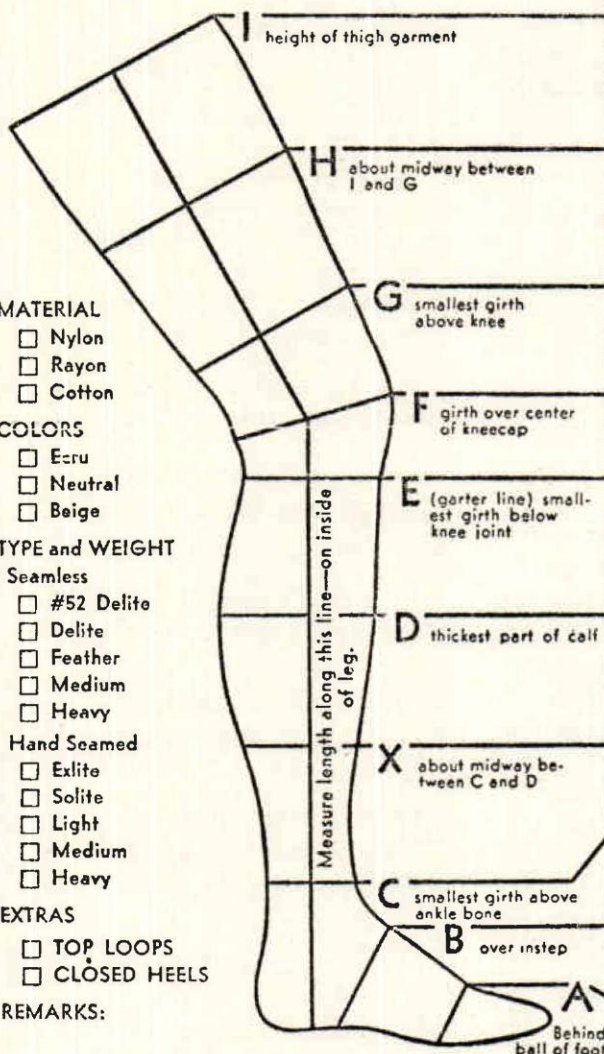 I height of thigh garment
H about midway between
I and G
G smallest girth
above knee
F girth over center
of kneecap
E (garter line) small-
est girth below
knee joint
D thickest part of calf
X about midway be-
tween C and D
C smallest girth above
ankle bone
B over instep
A
Behind
ball of foot
Measure length along this line—on inside
of leg.
MATERIAL
□ Nylon
□ Rayon
□ Cotton
COLORS
□ Ecru
□ Neutral
□ Beige
TYPE and WEIGHT
Seamless
□ #52 Delite
□ Delite
□ Feather
□ Medium
□ Heavy
Hand Seamed
□ Exlite
□ Solite
□ Light
□ Medium
□ Heavy
EXTRAS
□ TOP LOOPS
□ CLOSED HEELS
REMARKS: